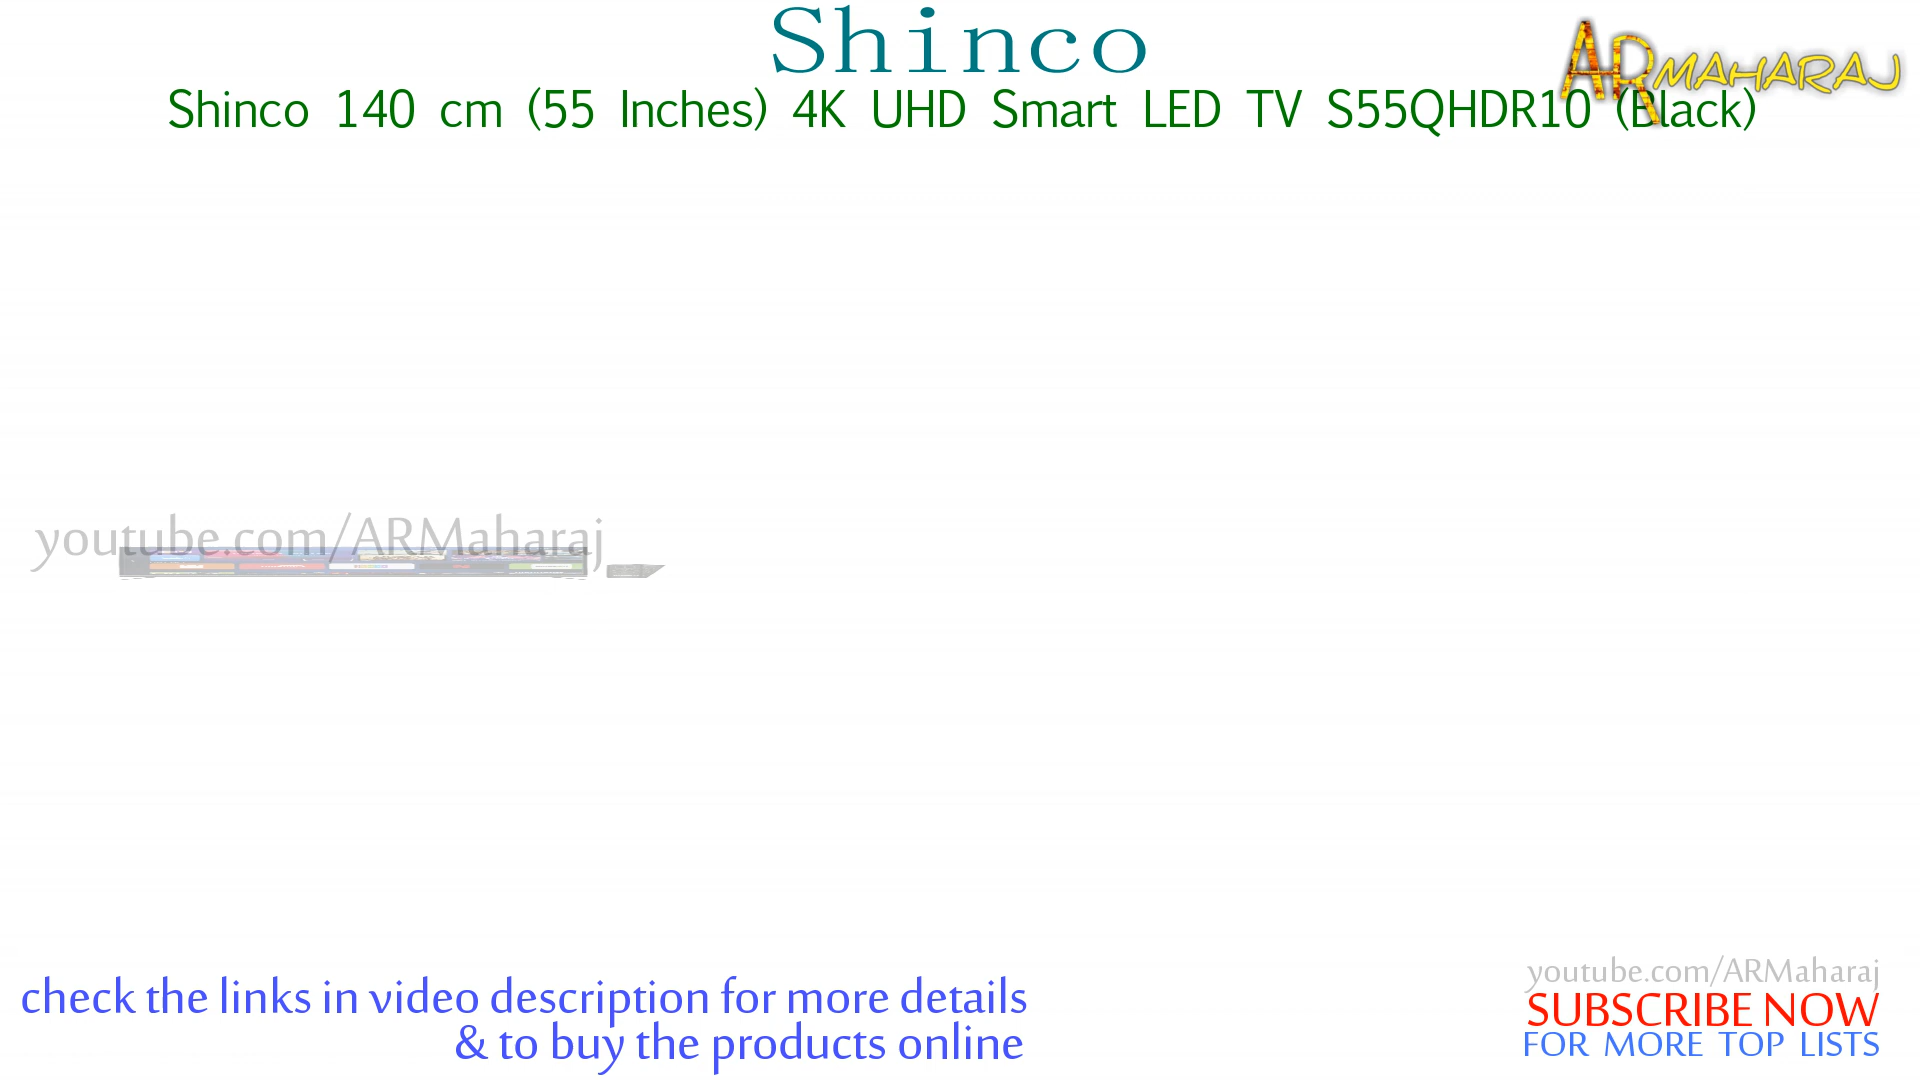 Shinco
ARMAHARAJ
Shinco 140 cm (55 Inches) 4K UHD Smart LED TV S55QHDR10 (Black)
youtube.com/ARMaharaj
check the links in video description for more details
& to buy the products online
youtube.com/ARMaharaj
SUBSCRIBE NOW
FOR MORE TOP LISTS